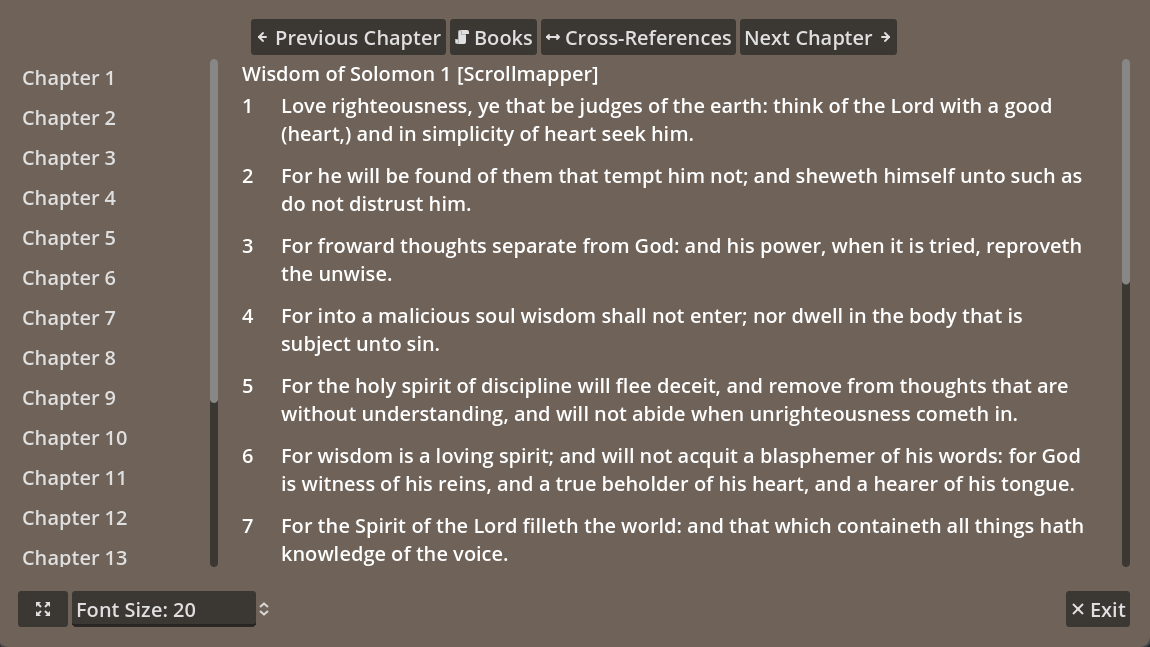 Previous Chapter Books Cross-References Next Chapter
Chapter 1
Chapter 2
Chapter 3
Chapter 4
Chapter 5
Chapter 6
Chapter 7
Chapter 8
Chapter 9
Chapter 10
Chapter 11
Chapter 12
Chapter 13
Wisdom of Solomon 1 [Scrollmapper]
1 Love righteousness, ye that be judges of the earth: think of the Lord with a good
(heart,) and in simplicity of heart seek him.
2 For he will be found of them that tempt him not; and sheweth himself unto such as
do not distrust him.
3 For froward thoughts separate from God: and his power, when it is tried, reproveth
the unwise.
4 For into a malicious soul wisdom shall not enter; nor dwell in the body that is
subject unto sin.
5 For the holy spirit of discipline will flee deceit, and remove from thoughts that are
without understanding, and will not abide when unrighteousness cometh in.
6 For wisdom is a loving spirit; and will not acquit a blasphemer of his words: for God
is witness of his reins, and a true beholder of his heart, and a hearer of his tongue.
7 For the Spirit of the Lord filleth the world: and that which containeth all things hath
knowledge of the voice.
Font Size: 20
Exit